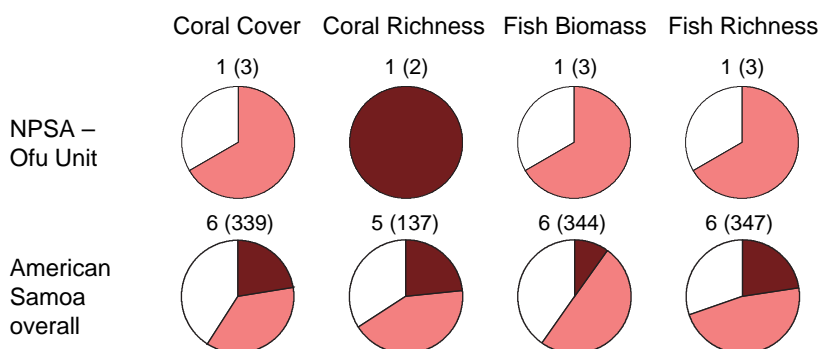 Coral Cover Coral Richness Fish Biomass Fish Richness
1 (3) 1 (2) 1 (3) 1 (3)
NPSA –
Ofu Unit
6 (339) 5 (137) 6 (344) 6 (347)
American
Samoa
overall